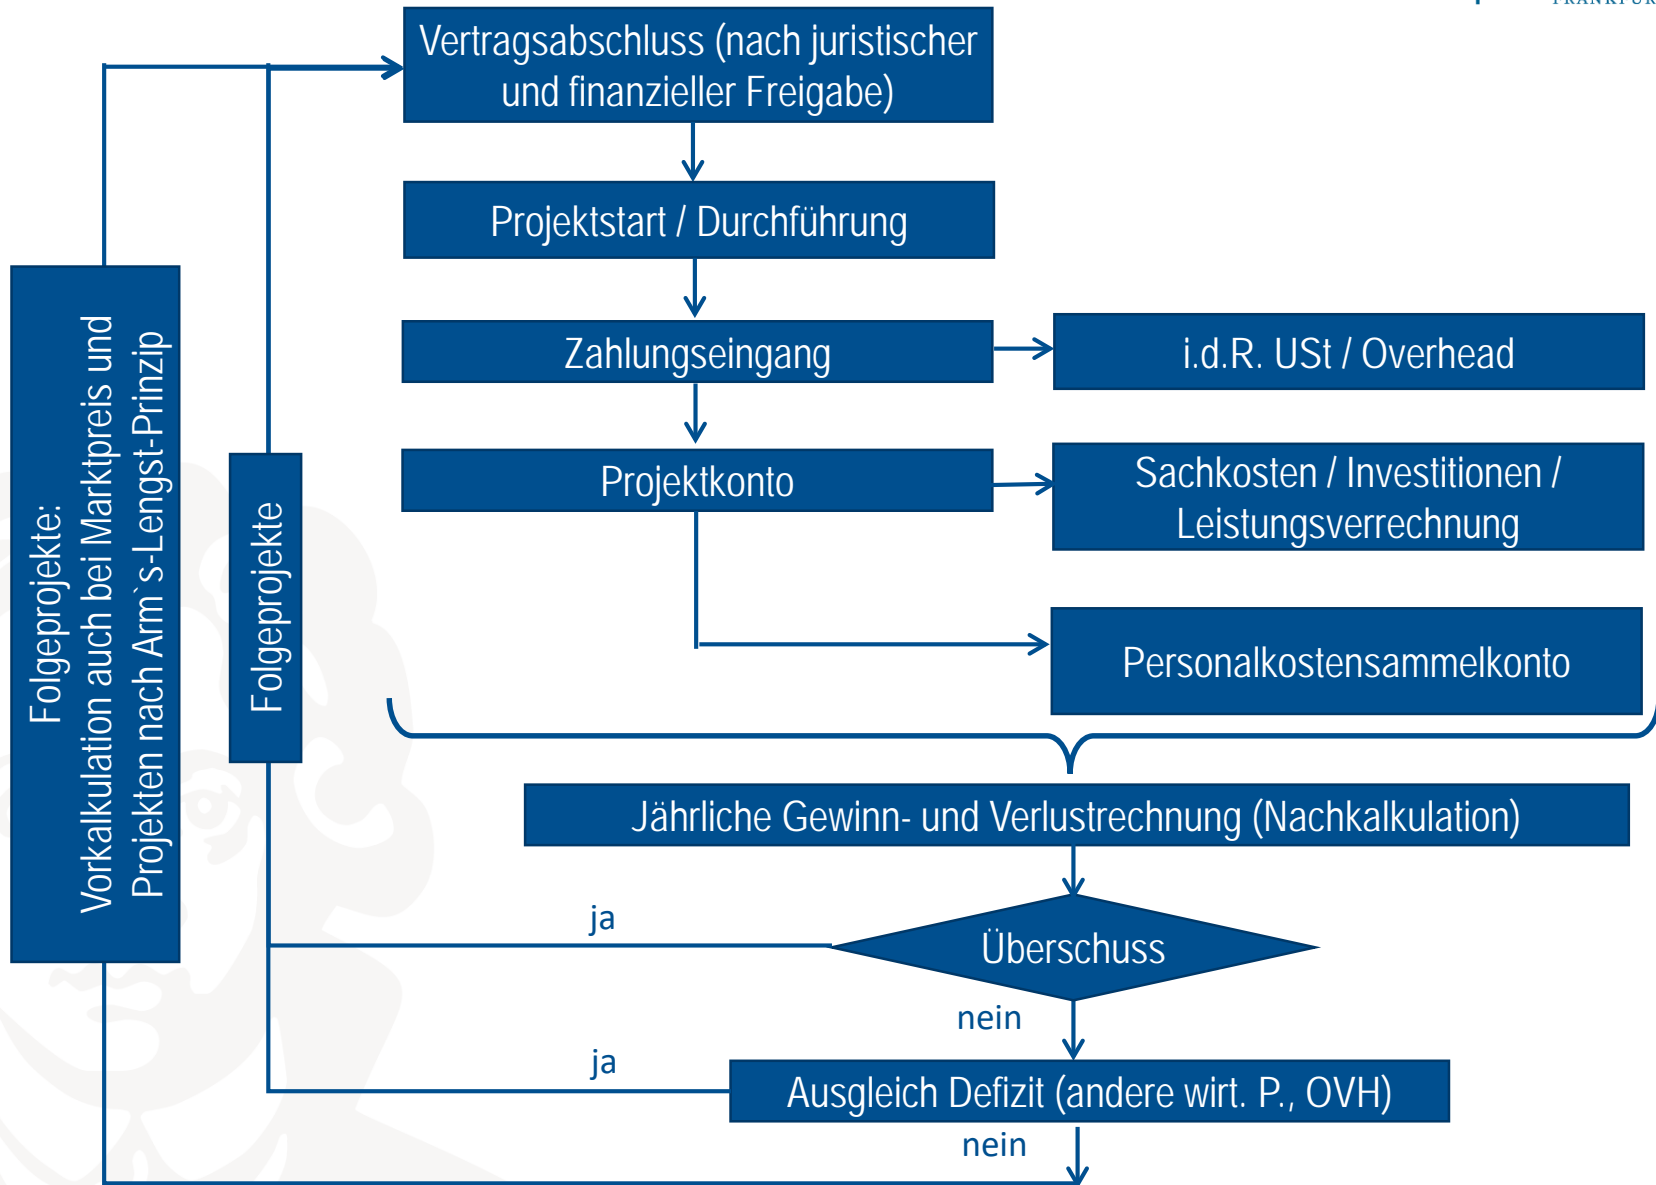 Vertragsabschluss (nach juristischer
und finanzieller Freigabe)
Projektstart / Durchführung
Zahlungseingang
i.d.R. USt / Overhead
Projektkonto
Sachkosten / Investitionen /
Leistungsverrechnung
Personalkostensammelkonto
Folgeprojekte:
Vorkalkulation auch bei Marktpreis und
Projekten nach Arm`s-Lengst-Prinzip
Folgeprojekte
Jährliche Gewinn- und Verlustrechnung (Nachkalkulation)
ja
Überschuss
nein
ja
Ausgleich Defizit (andere wirt. P., OVH)
nein